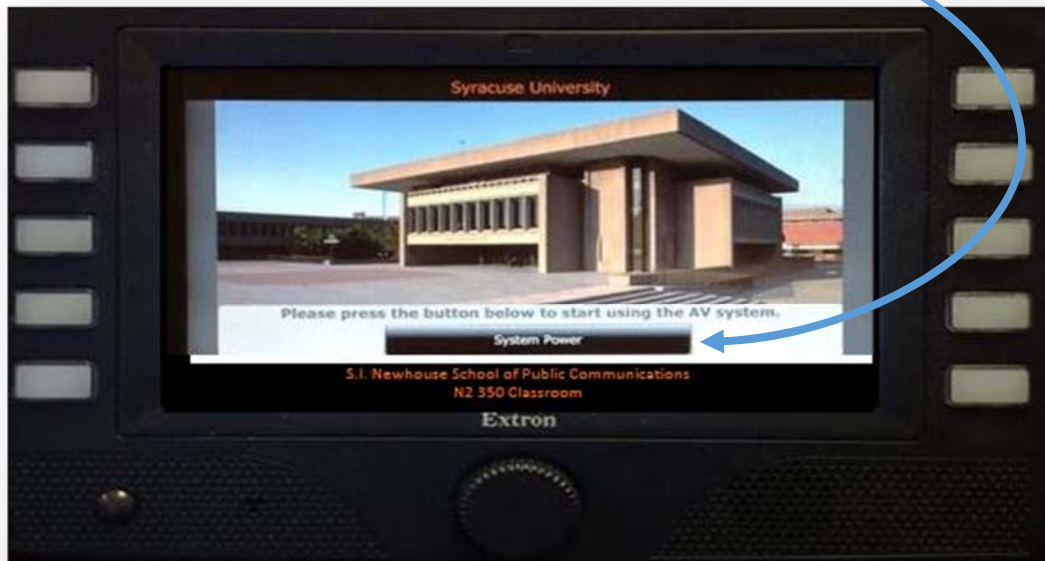 Syracuse University
Please press the button below to start using the AV system.
System Power
S.I. Newhouse School of Public Communications
N2 350 Classroom
Extron